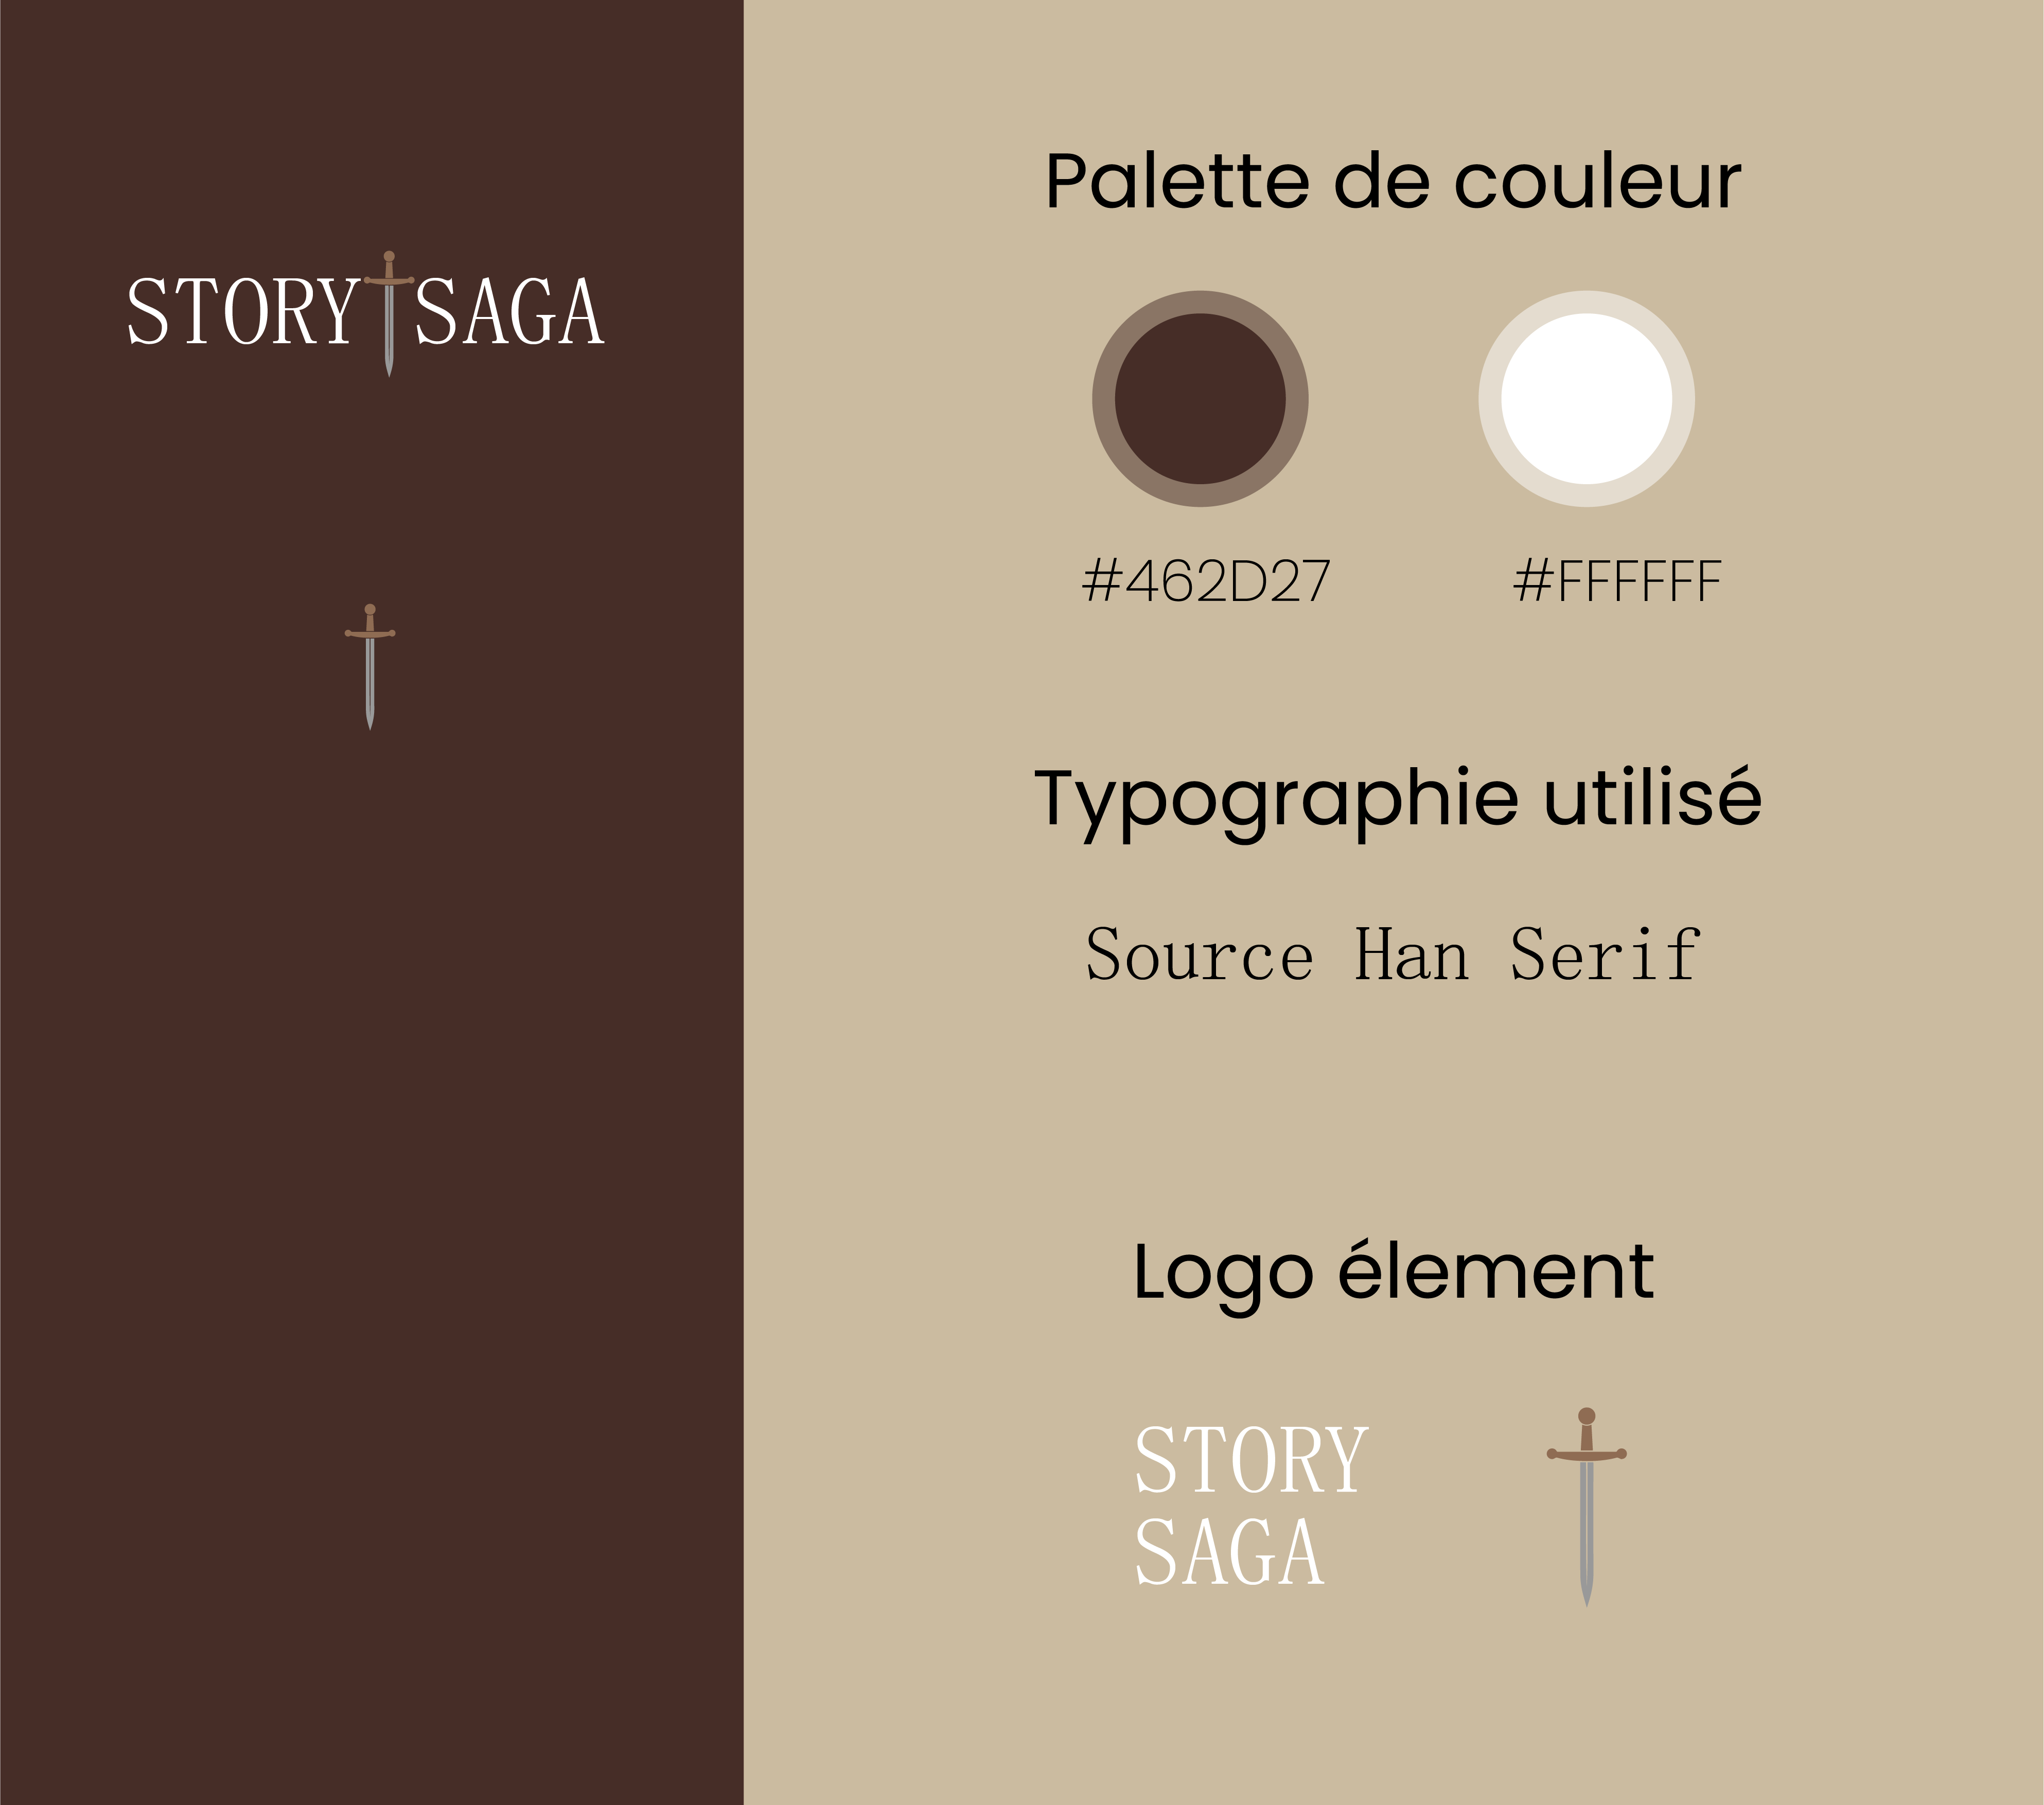 STORY SAGA
Palette de couleur
#462D27
#FFFFFF
Typographie utilisé
Source Han Serif
Logo élement
STORY
SAGA